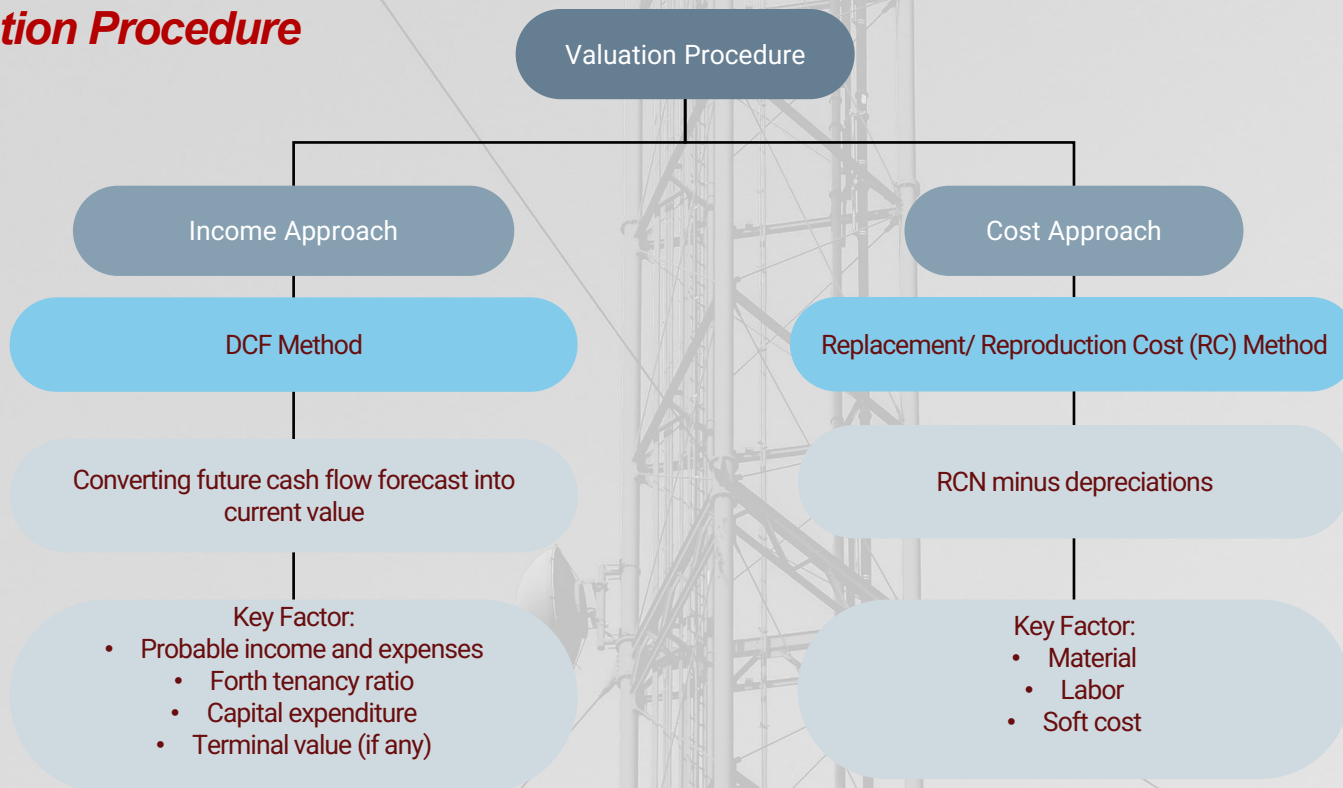 tion Procedure
Valuation Procedure
Income Approach
DCF Method
Converting future cash flow forecast into
current value
Key Factor:
• Probable income and expenses
• Forth tenancy ratio
• Capital expenditure
• Terminal value (if any)
Cost Approach
Replacement/ Reproduction Cost (RC) Method
RCN minus depreciations
Key Factor:
• Material
• Labor
• Soft cost